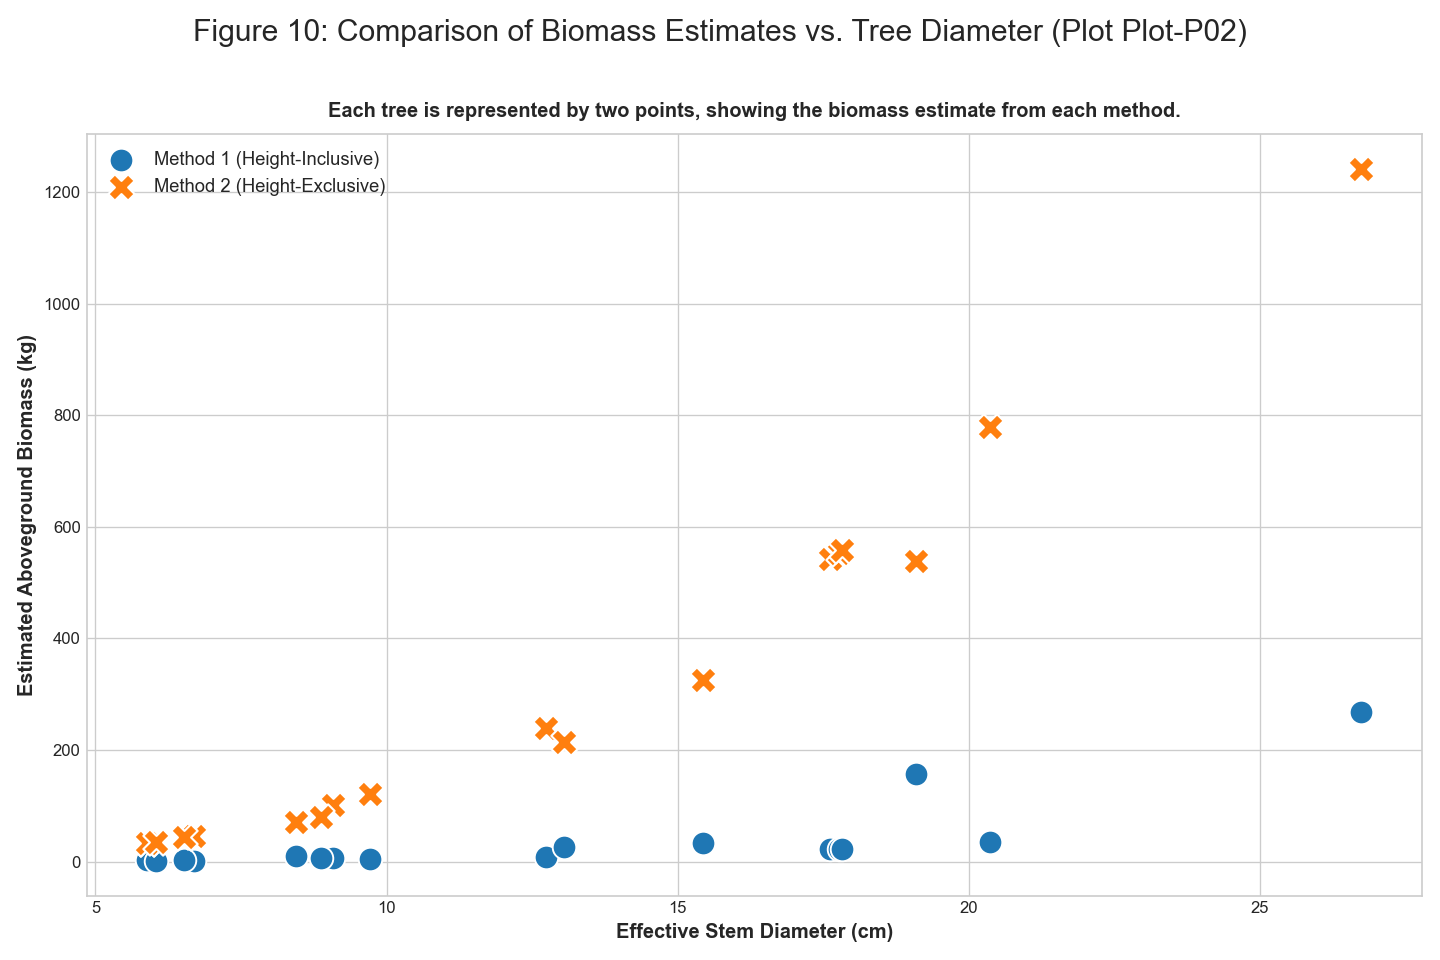 Figure 10: Comparison of Biomass Estimates vs. Tree Diameter (Plot Plot-P02)
Each tree is represented by two points, showing the biomass estimate from each method.
Method 1 (Height-Inclusive)
Method 2 (Height-Exclusive)
Estimated Aboveground Biomass (kg)
1200
1000
800
600
400
200
0
5 10 15 20 25
Effective Stem Diameter (cm)